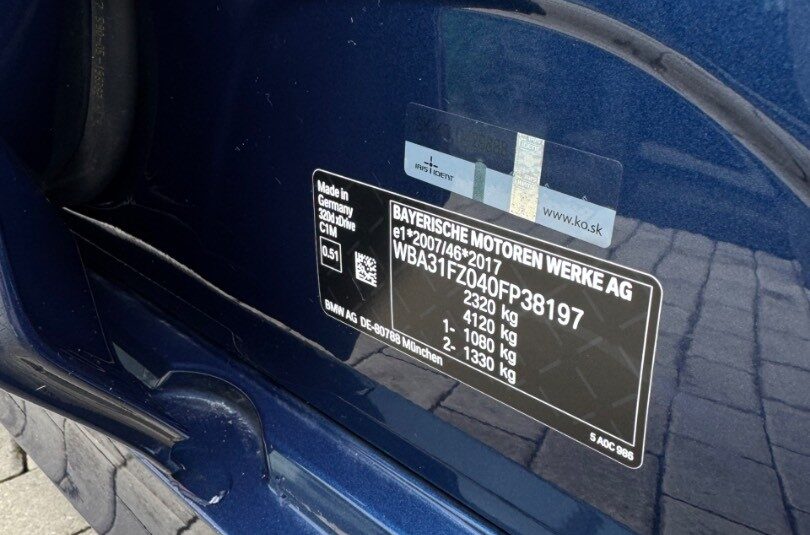 IRIS IDENT
www.ko.sk
Made in
Germany
320d xDrive
C1M
0.51
BAYERISCHE MOTOREN WERKE AG
e1*2007/46*2017
WBA31FZ040FP38197
2320 kg
4120 kg
1- 1080 kg
2- 1330 kg
BMW AG DE-80788 München
5 A0C 986